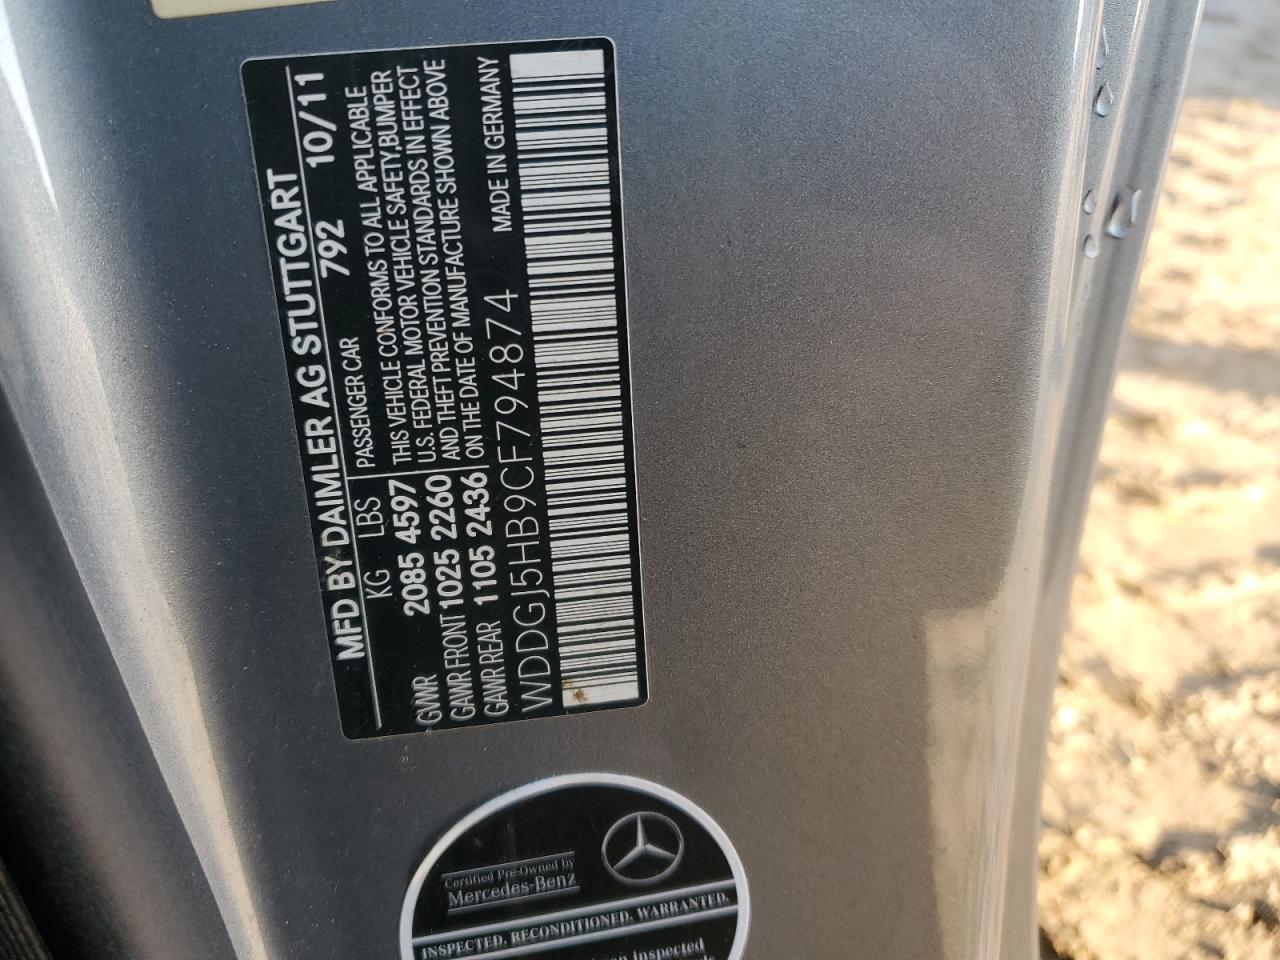 MFD BY DAIMLER AG STUTTGART
KG LBS PASSENGER CAR 792 10/11
GVWR 2085 4597 THIS VEHICLE CONFORMS TO ALL APPLICABLE
GAWR FRONT 1025 2260 U.S. FEDERAL MOTOR VEHICLE SAFETY,BUMPER
GAWR REAR 1105 2436 AND THEFT PREVENTION STANDARDS IN EFFECT
ON THE DATE OF MANUFACTURE SHOWN ABOVE
WDDGJ5HB9CF794874 MADE IN GERMANY
Certified Pre-Owned by
Mercedes-Benz
INSPECTED. RECONDITIONED. WARRANTED.
inspected